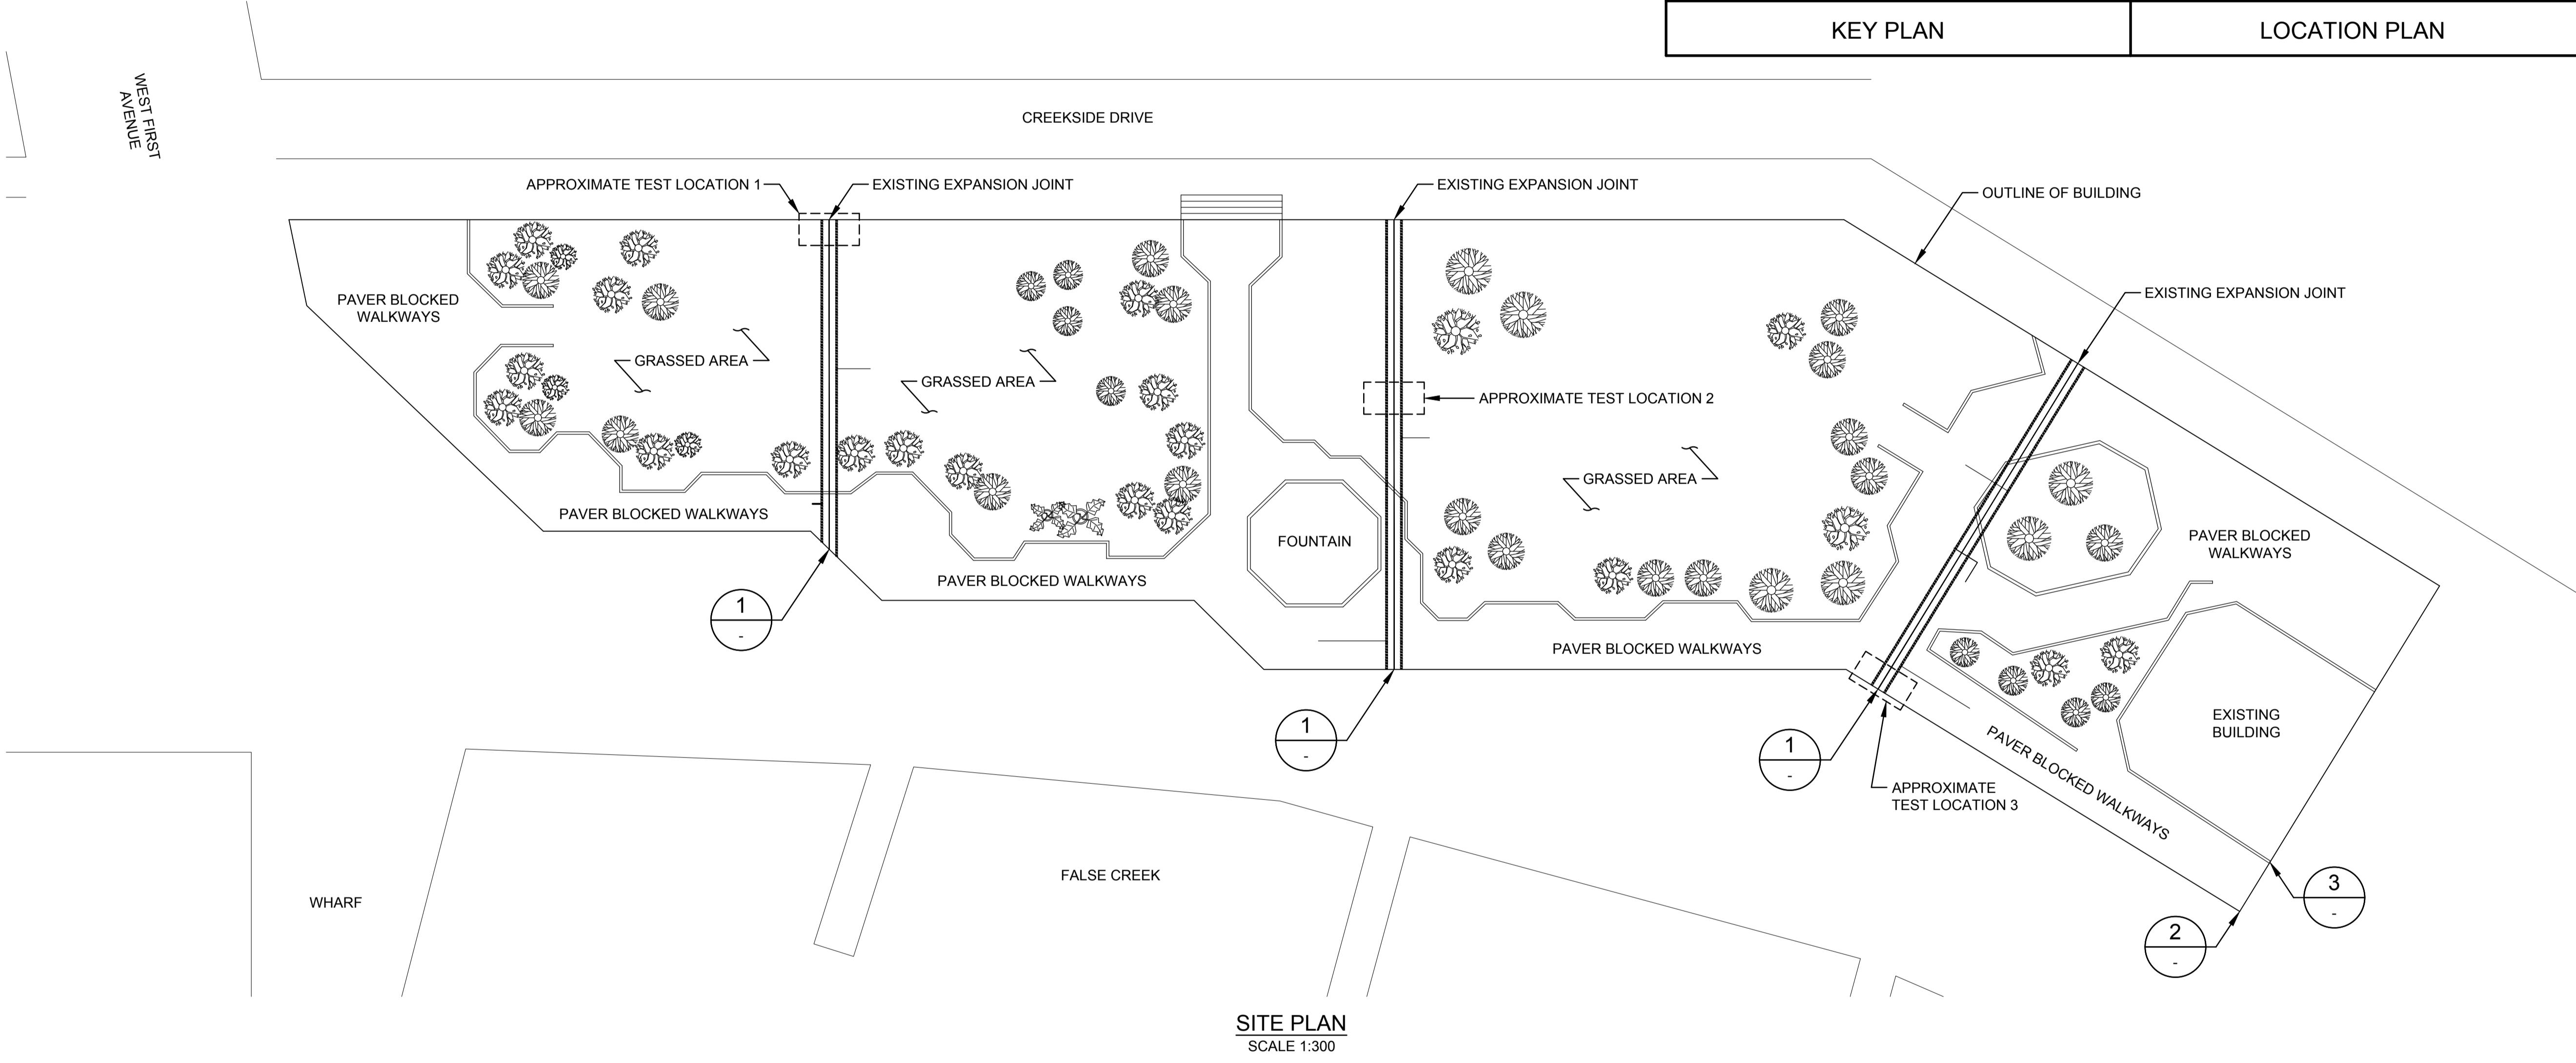 KEY PLAN
LOCATION PLAN
WEST FIRST
AVENUE
CREEKSIDE DRIVE
APPROXIMATE TEST LOCATION 1
EXISTING EXPANSION JOINT
EXISTING EXPANSION JOINT
OUTLINE OF BUILDING
EXISTING EXPANSION JOINT
PAVER BLOCKED
WALKWAYS
GRASSED AREA
GRASSED AREA
APPROXIMATE TEST LOCATION 2
GRASSED AREA
PAVER BLOCKED WALKWAYS
FOUNTAIN
PAVER BLOCKED
WALKWAYS
PAVER BLOCKED WALKWAYS
1
-
PAVER BLOCKED WALKWAYS
EXISTING
BUILDING
1
-
1
-
PAVER BLOCKED WALKWAYS
APPROXIMATE
TEST LOCATION 3
FALSE CREEK
WHARF
3
-
2
-
SITE PLAN
SCALE 1:300